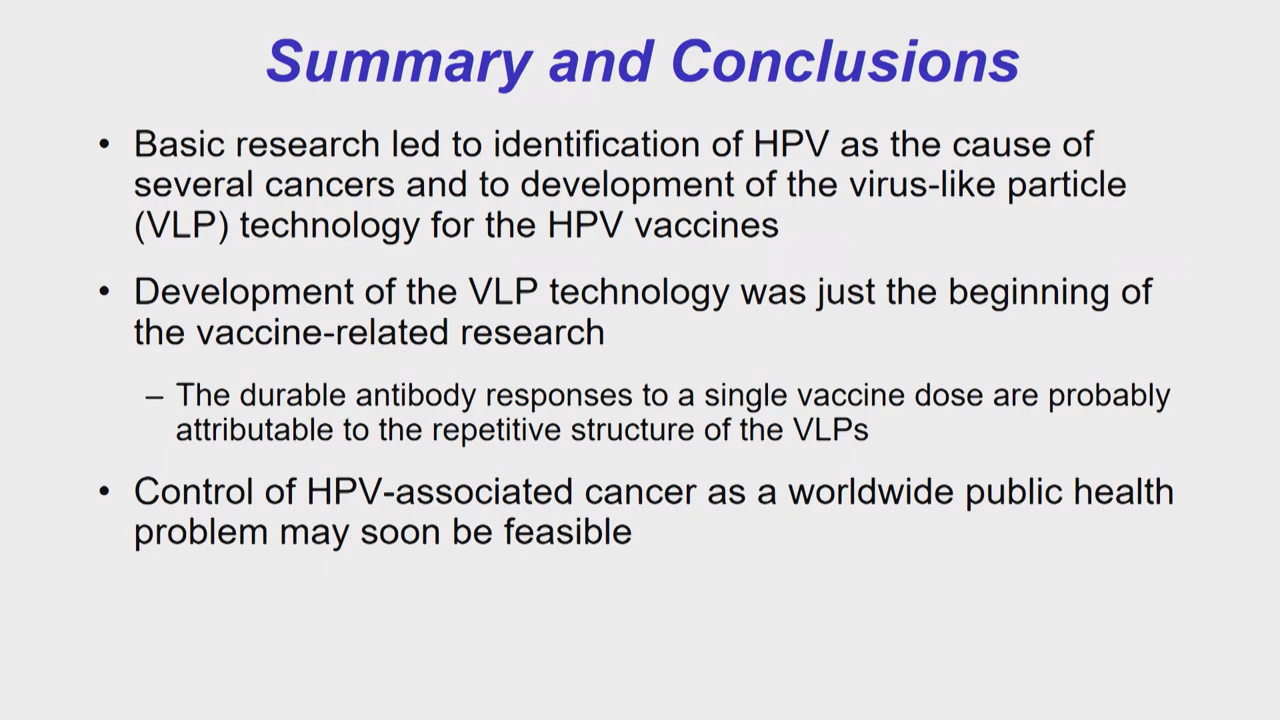 Summary and Conclusions
• Basic research led to identification of HPV as the cause of
several cancers and to development of the virus-like particle
(VLP) technology for the HPV vaccines
• Development of the VLP technology was just the beginning of
the vaccine-related research
– The durable antibody responses to a single vaccine dose are probably
attributable to the repetitive structure of the VLPs
• Control of HPV-associated cancer as a worldwide public health
problem may soon be feasible